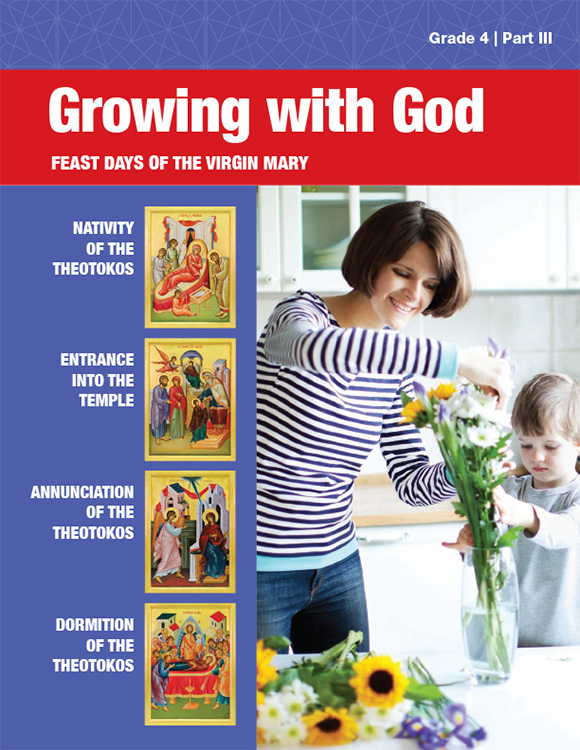 Grade 4 | Part III
Growing with God
FEAST DAYS OF THE VIRGIN MARY
NATIVITY
OF THE
THEOTOKOS
ENTRANCE
INTO THE
TEMPLE
ANNUNCIATION
OF THE
THEOTOKOS
DORMITION
OF THE
THEOTOKOS